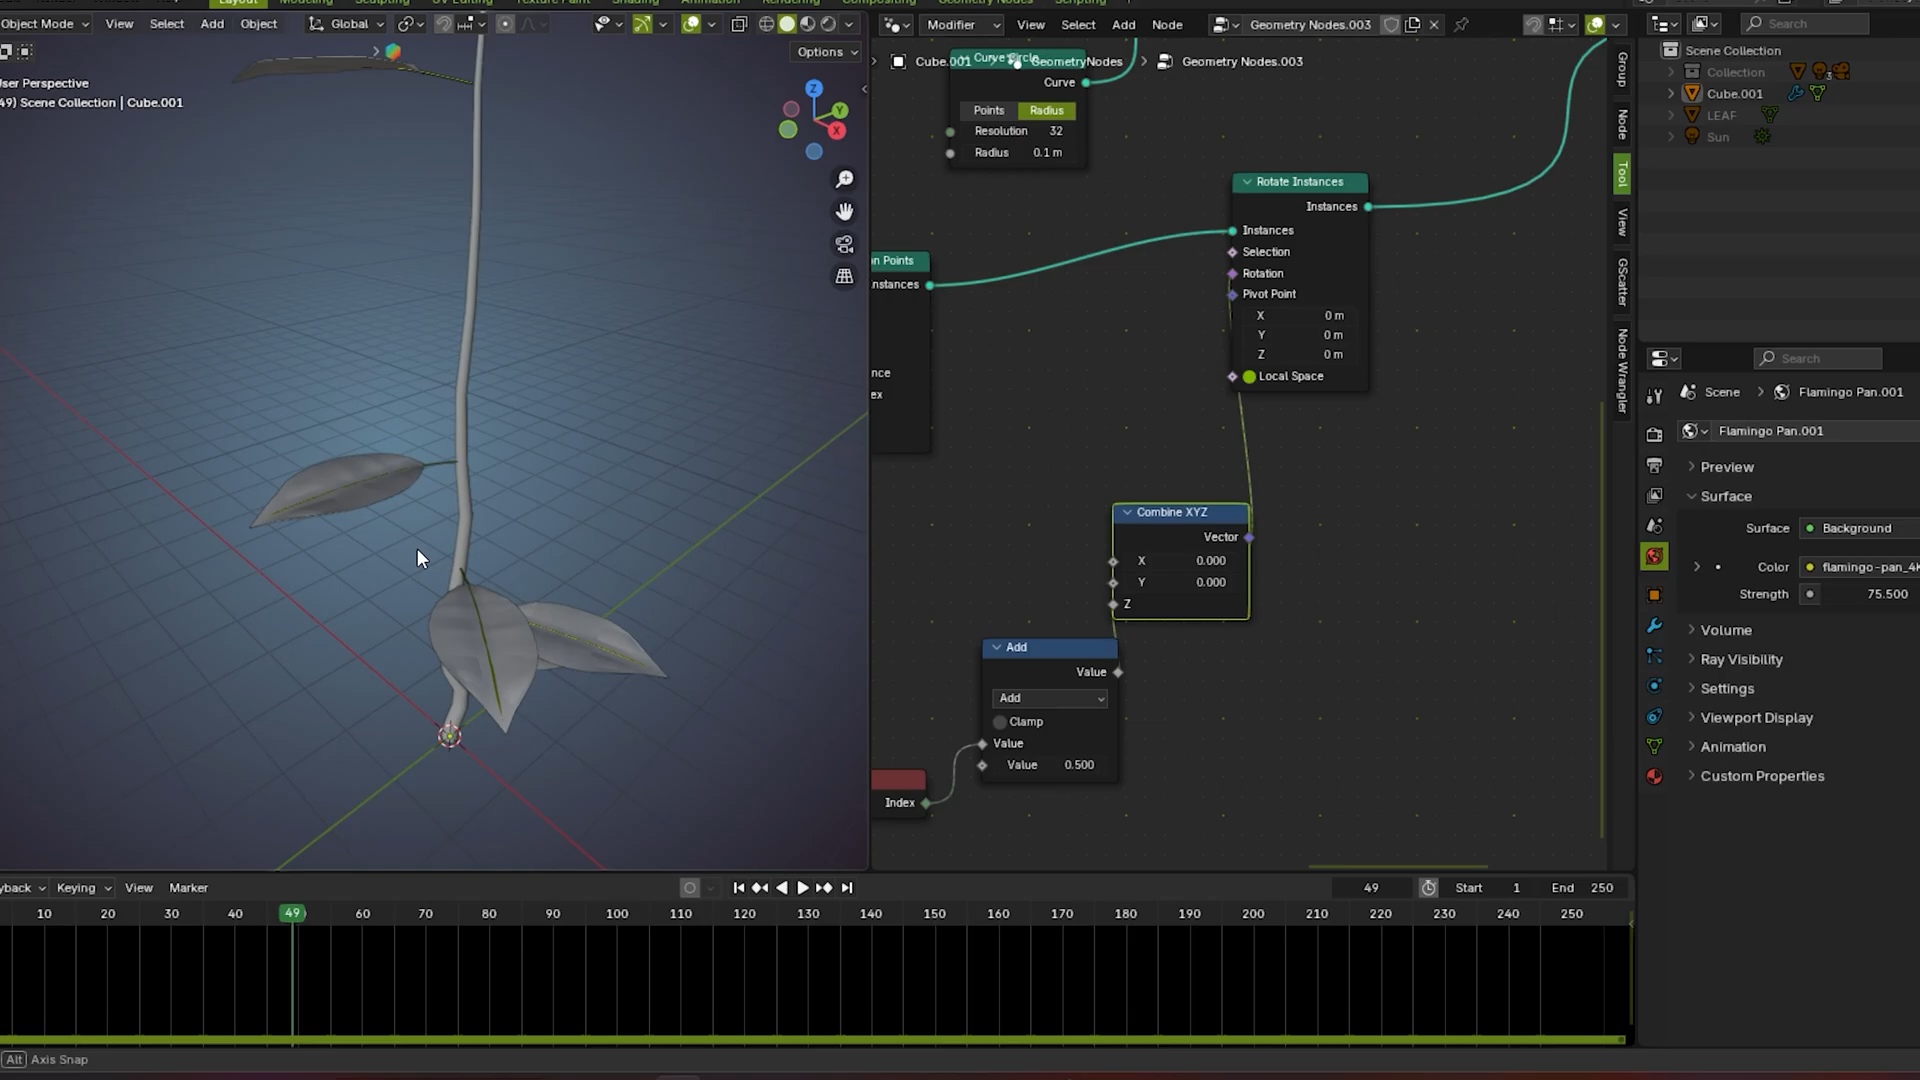 Layout
Object Mode
View
Select
Add
Object
Global
Options
User Perspective
49) Scene Collection | Cube.001
Z
Y
X
Modifier
View
Select
Add
Node
Geometry Nodes.003
Cube.001
GeometryNodes
Geometry Nodes.003
Curve Circle
Curve
Points
Radius
Resolution 32
Radius 0.1 m
n Points
Instances
nce
ex
Rotate Instances
Instances
Instances
Selection
Rotation
Pivot Point
X 0 m
Y 0 m
Z 0 m
Local Space
Combine XYZ
Vector
X 0.000
Y 0.000
Z
Add
Value
Add
Clamp
Value
Value 0.500
Index
Group
Node
Tool
View
GScatter
Node Wrangler
Search
Scene Collection
Collection
3
Cube.001
LEAF
Sun
Search
Scene
Flamingo Pan.001
Flamingo Pan.001
Preview
Surface
Surface Background
Color flamingo-pan_4K
Strength 75.500
Volume
Ray Visibility
Settings
Viewport Display
Animation
Custom Properties
yback
Keying
View
Marker
49
Start 1
End 250
10 20 30 40 49 60 70 80 90 100 110 120 130 140 150 160 170 180 190 200 210 220 230 240 250
Alt Axis Snap